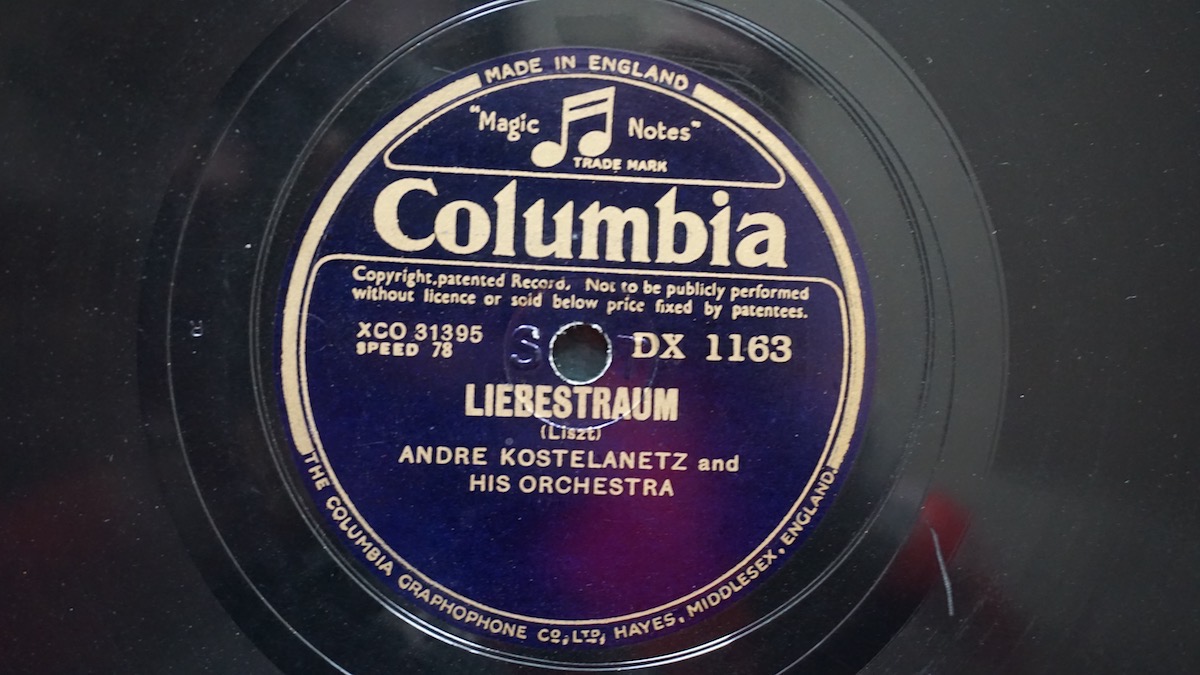 MADE IN ENGLAND
"Magic Notes"
TRADE MARK
Columbia
Copyright, patented Record. Not to be publicly performed
without licence or sold below price fixed by patentees.
XCO 31395
SPEED 78
DX 1163
LIEBESTRAUM
(Liszt)
ANDRE KOSTELANETZ and
HIS ORCHESTRA
THE COLUMBIA GRAPHOPHONE CO., LTD, HAYES, MIDDLESEX, ENGLAND.